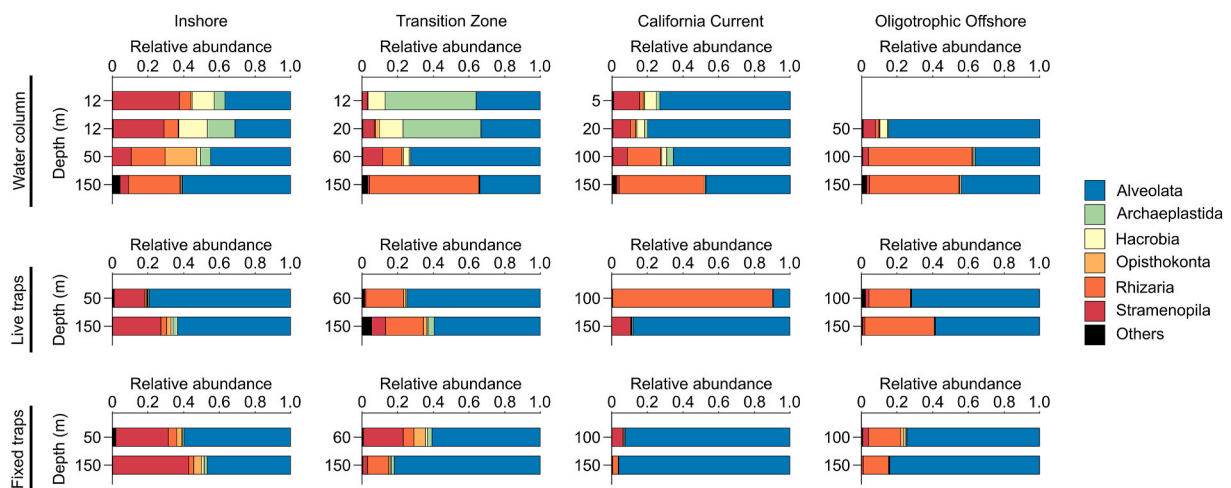 Inshore Transition Zone California Current Oligotrophic Offshore
Relative abundance Relative abundance Relative abundance Relative abundance
0 0.2 0.4 0.6 0.8 1.0 0 0.2 0.4 0.6 0.8 1.0 0 0.2 0.4 0.6 0.8 1.0 0 0.2 0.4 0.6 0.8 1.0
Water column
Depth (m)
12 12 5
12 20 20 50
50 60 100 100
150 150 150 150
Alveolata
Archaeplastida
Hacrobia
Opisthokonta
Rhizaria
Stramenopila
Others
Relative abundance Relative abundance Relative abundance Relative abundance
0 0.2 0.4 0.6 0.8 1.0 0 0.2 0.4 0.6 0.8 1.0 0 0.2 0.4 0.6 0.8 1.0 0 0.2 0.4 0.6 0.8 1.0
Live traps
Depth (m)
50 60 100 100
150 150 150 150
Relative abundance Relative abundance Relative abundance Relative abundance
0 0.2 0.4 0.6 0.8 1.0 0 0.2 0.4 0.6 0.8 1.0 0 0.2 0.4 0.6 0.8 1.0 0 0.2 0.4 0.6 0.8 1.0
Fixed traps
Depth (m)
50 60 100 100
150 150 150 150